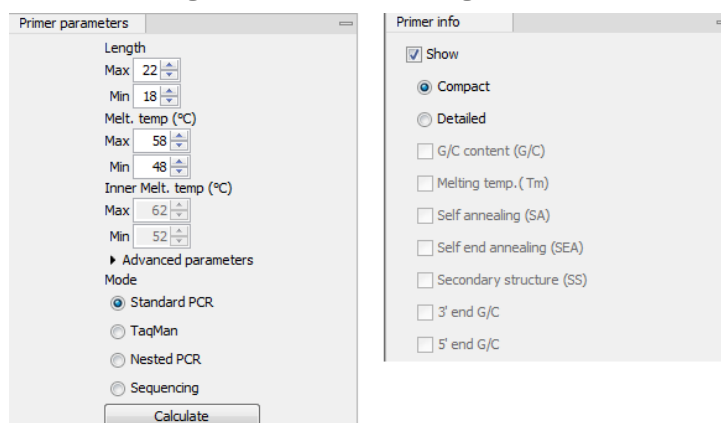 Primer parameters
Length
Max 22
Min 18
Melt. temp (ºC)
Max 58
Min 48
Inner Melt. temp (ºC)
Max 62
Min 52
Advanced parameters
Mode
Standard PCR
TaqMan
Nested PCR
Sequencing
Calculate
Primer info
Show
Compact
Detailed
G/C content (G/C)
Melting temp.( Tm)
Self annealing (SA)
Self end annealing (SEA)
Secondary structure (SS)
3' end G/C
5' end G/C